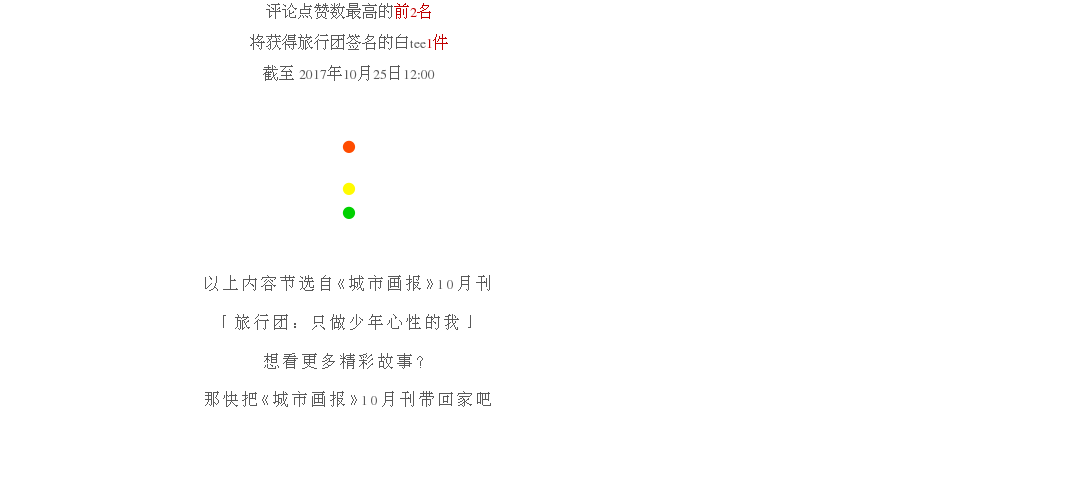 评论点赞数最高的前2名
将获得旅行团签名的白tee1件
截至 2017年10月25日12:00
以上内容节选自《城市画报》10月刊
「旅行团：只做少年心性的我」
想看更多精彩故事？
那快把《城市画报》10月刊带回家吧